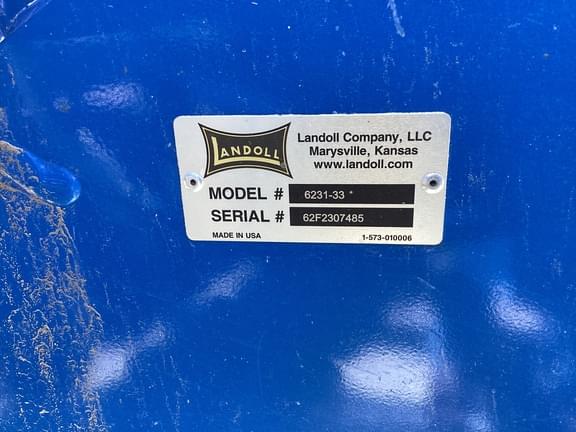 LANDOLL
Landoll Company, LLC
Marysville, Kansas
www.landoll.com
MODEL # 6231-33 *
SERIAL # 62F2307485
MADE IN USA 1-573-010006